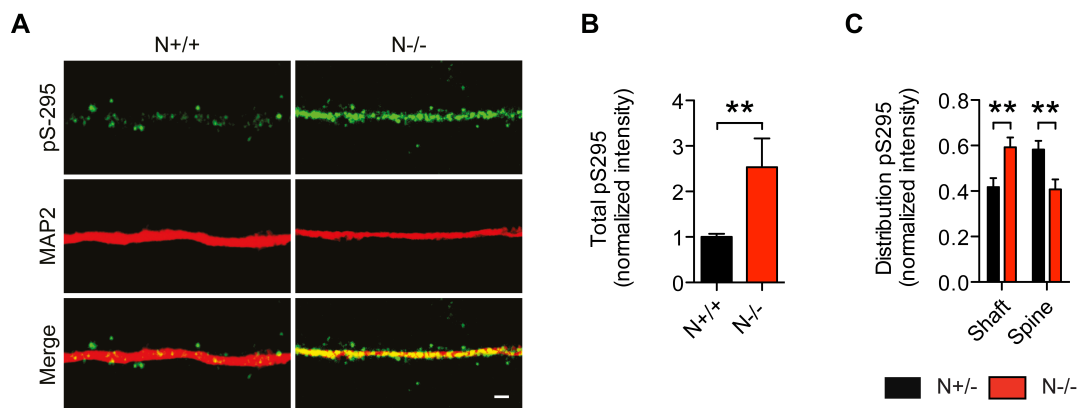 A
N+/+
N-/-
pS-295
MAP2
Merge
B
Total pS295
(normalized intensity)
4
3
2
1
0
**
N+/+
N-/-
C
Distribution pS295
(normalized intensity)
0.8
0.6
0.4
0.2
0.0
** **
Shaft
Spine
N+/- N-/-